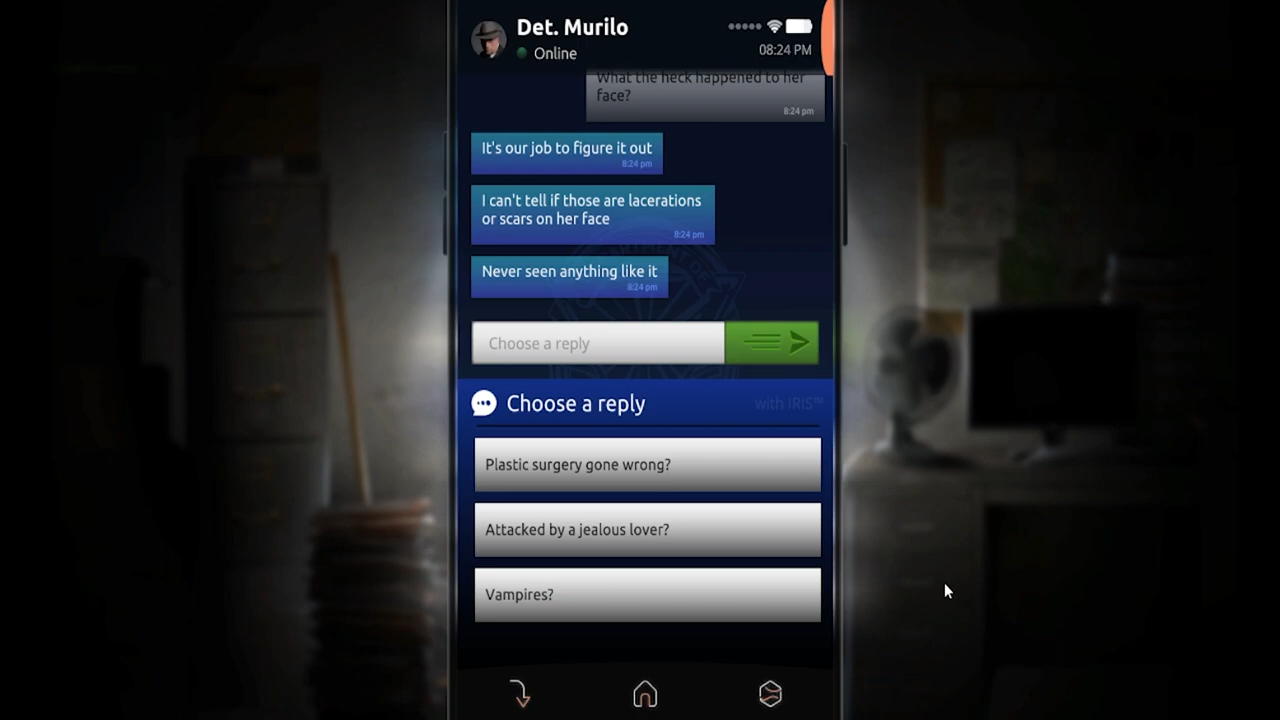 Det. Murilo
Online
08:24 PM
What the heck happened to her
face?
8:24 pm
It's our job to figure it out
8:24 pm
I can't tell if those are lacerations
or scars on her face
8:24 pm
Never seen anything like it
8:24 pm
Choose a reply
Choose a reply
with IRIS™
Plastic surgery gone wrong?
Attacked by a jealous lover?
Vampires?